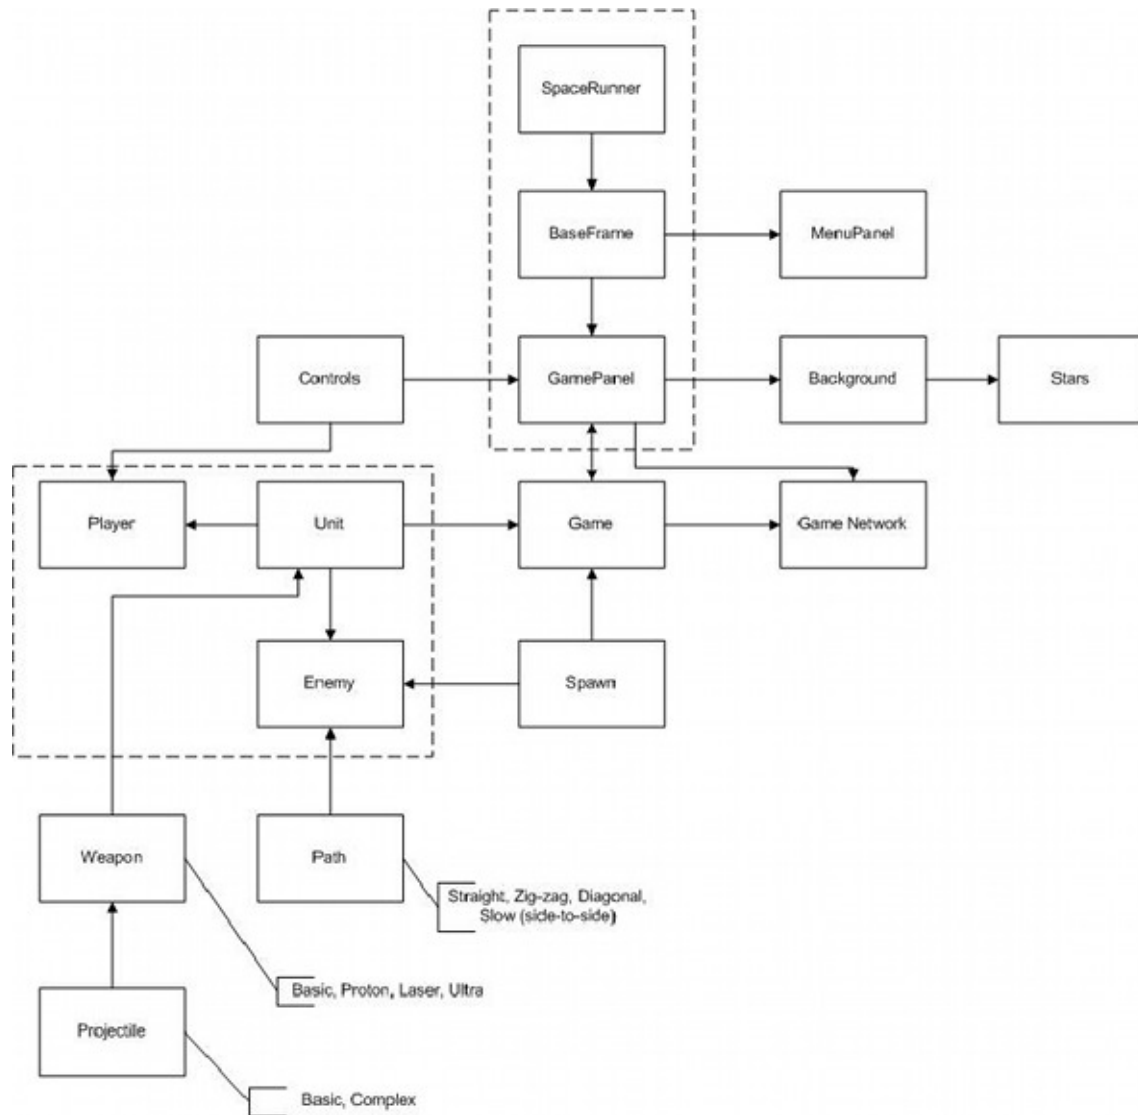 SpaceRunner
BaseFrame
MenuPanel
Controls
GamePanel
Background
Stars
Player
Unit
Game
Game Network
Enemy
Spawn
Weapon
Path
Straight, Zig-zag, Diagonal,
Slow (side-to-side)
Basic, Proton, Laser, Ultra
Projectile
Basic, Complex